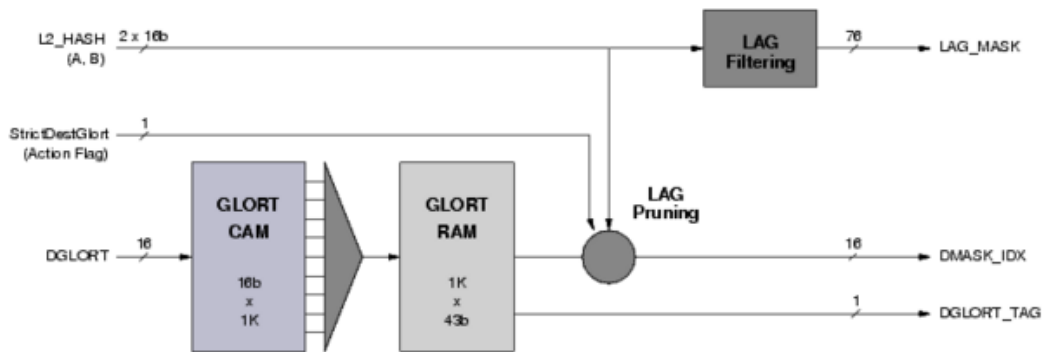 L2_HASH
(A, B)
2 x 16b
LAG
Filtering
76
LAG_MASK
StrictDestGlort
(Action Flag)
1
GLORT
CAM
16b
x
1K
GLORT
RAM
1K
x
43b
LAG
Pruning
DGLORT
16
16
DMASK_IDX
1
DGLORT_TAG